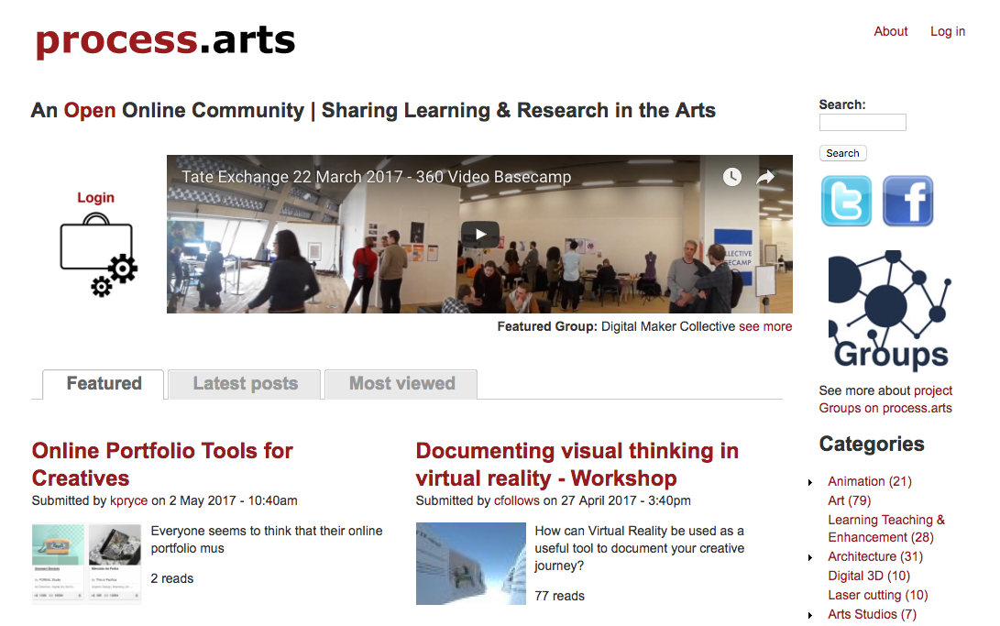 process.arts
About
Log in
An Open Online Community | Sharing Learning & Research in the Arts
Search:
Search
Login
Tate Exchange 22 March 2017 - 360 Video Basecamp
COLLECTIVE
BASECAMP
Featured Group: Digital Maker Collective see more
Groups
See more about project
Groups on process.arts
Featured
Latest posts
Most viewed
Online Portfolio Tools for
Creatives
Submitted by kpryce on 2 May 2017 - 10:40am
Everyone seems to think that their online
portfolio mus
2 reads
Documenting visual thinking in
virtual reality - Workshop
Submitted by cfollows on 27 April 2017 - 3:40pm
How can Virtual Reality be used as a
useful tool to document your creative
journey?
77 reads
Categories
Animation (21)
Art (79)
Learning Teaching &
Enhancement (28)
Architecture (31)
Digital 3D (10)
Laser cutting (10)
Arts Studios (7)